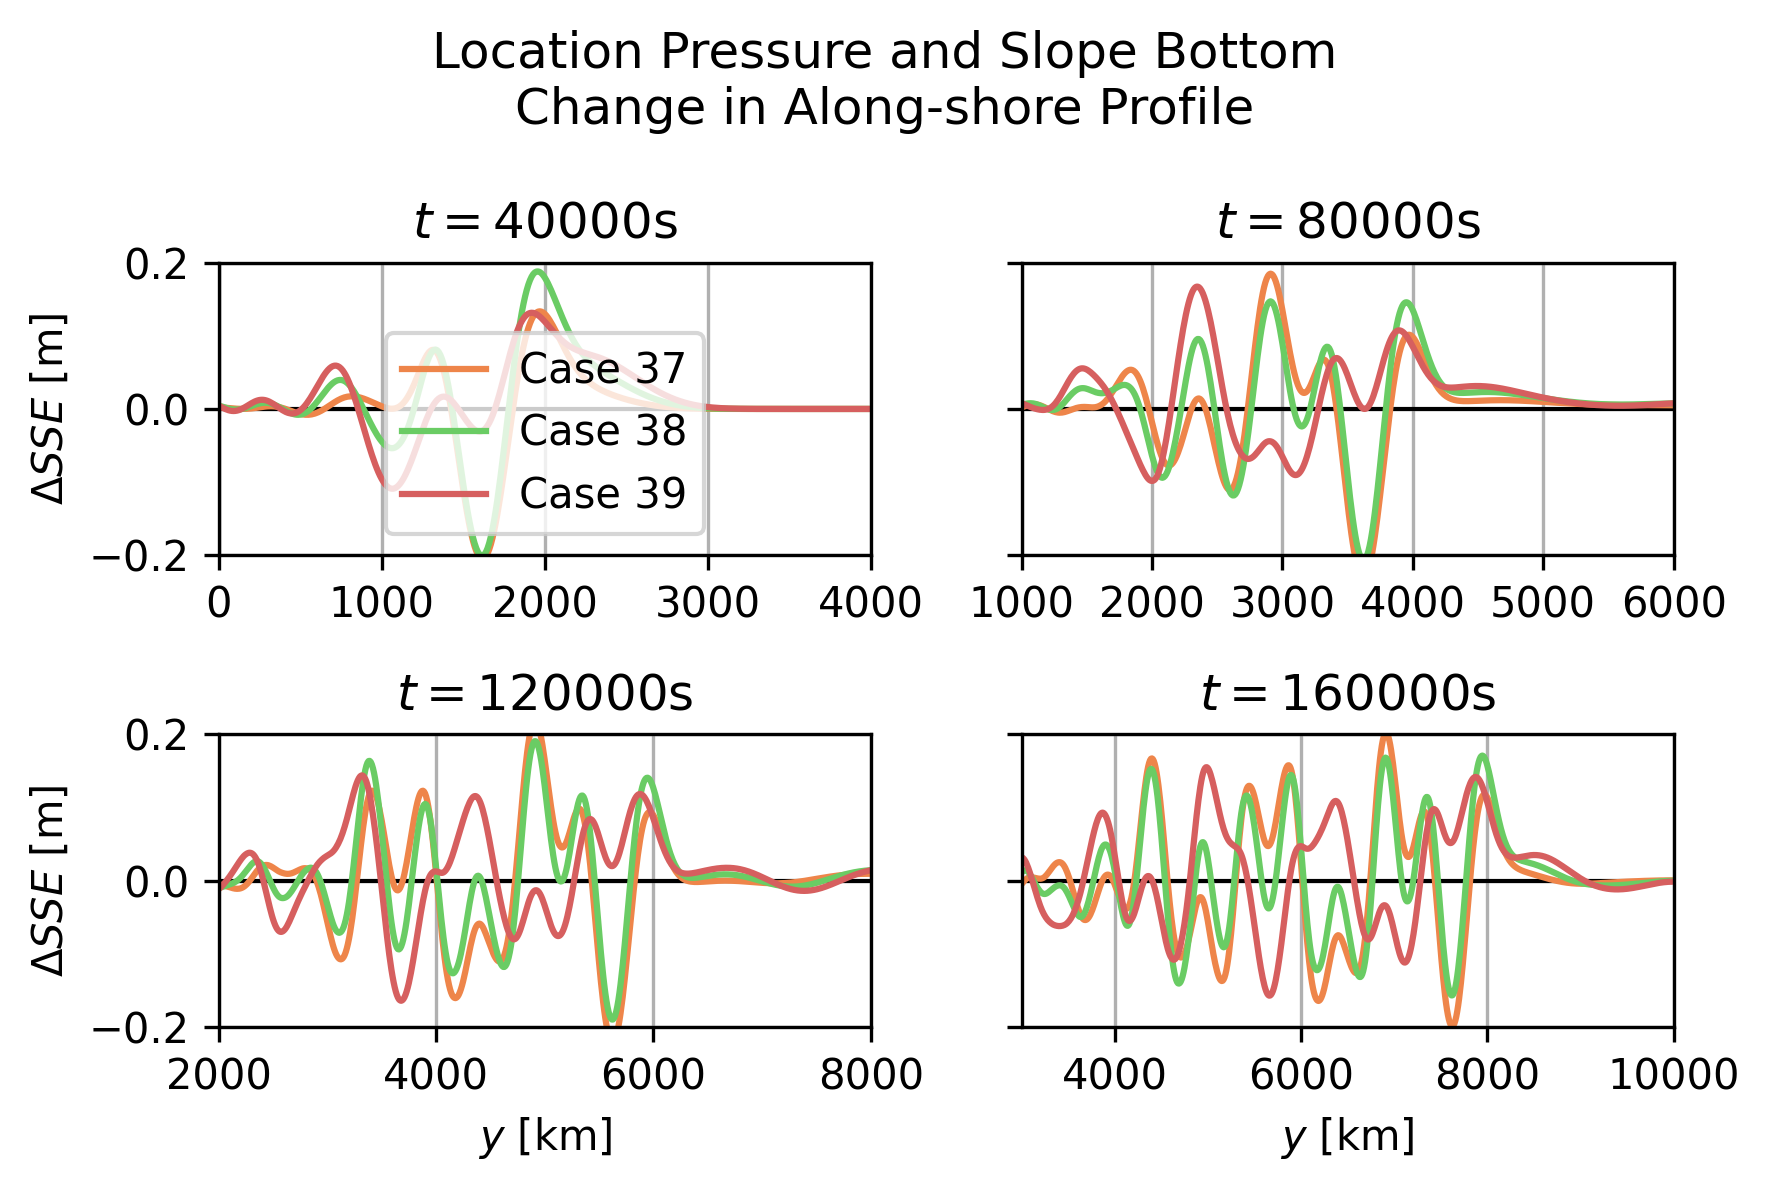 Location Pressure and Slope Bottom
Change in Along-shore Profile
t = 40000s
t = 80000s
ΔSSE [m]
0.2
0.0
−0.2
Case 37
Case 38
Case 39
0 1000 2000 3000 4000
1000 2000 3000 4000 5000 6000
t = 120000s
t = 160000s
ΔSSE [m]
0.2
0.0
−0.2
2000 4000 6000 8000
4000 6000 8000 10000
y [km]
y [km]